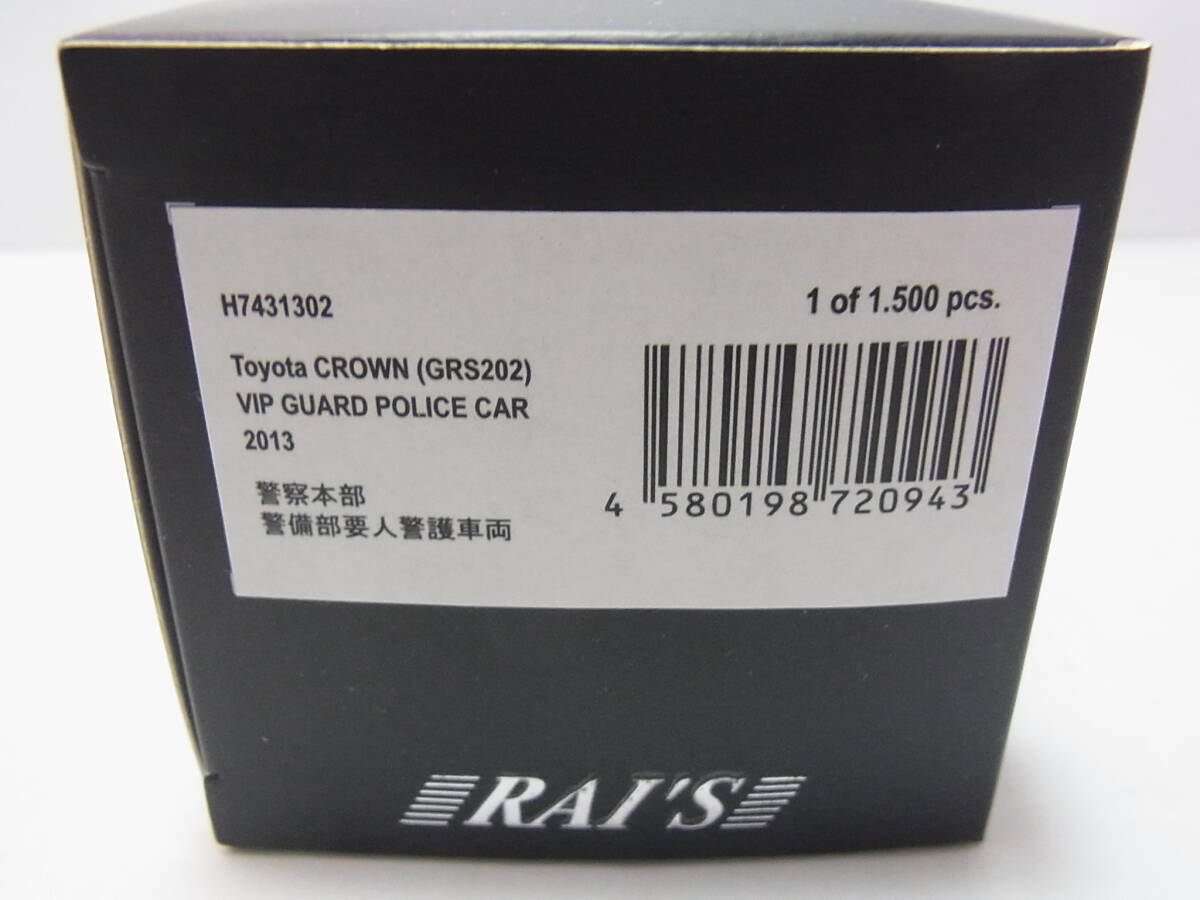 H7431302
1 of 1.500 pcs.
Toyota CROWN (GRS202)
VIP GUARD POLICE CAR
2013
警察本部
警備部要人警護車両
4 580198 720943
RAI'S